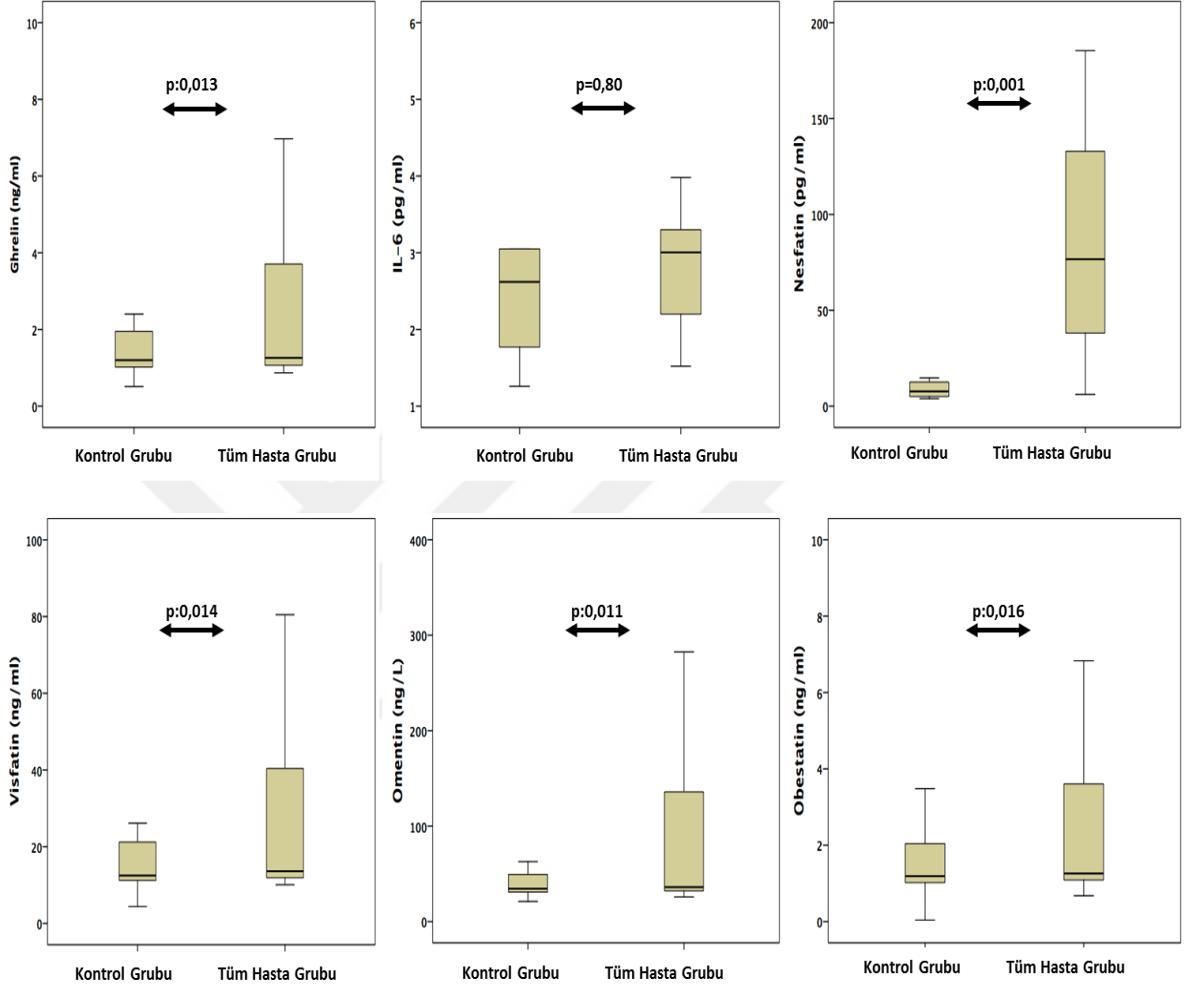 Ghrelin (ng/ml)
10
8
6
4
2
0
p:0,013
Kontrol Grubu
Tüm Hasta Grubu
IL-6 (pg/ml)
6
5
4
3
2
1
p=0,80
Kontrol Grubu
Tüm Hasta Grubu
Nesfatin (pg/ml)
200
150
100
50
0
p:0,001
Kontrol Grubu
Tüm Hasta Grubu
Visfatin (ng/ml)
100
80
60
40
20
0
p:0,014
Kontrol Grubu
Tüm Hasta Grubu
Omentin (ng/L)
400
300
200
100
0
p:0,011
Kontrol Grubu
Tüm Hasta Grubu
Obestatin (ng/ml)
10
8
6
4
2
0
p:0,016
Kontrol Grubu
Tüm Hasta Grubu